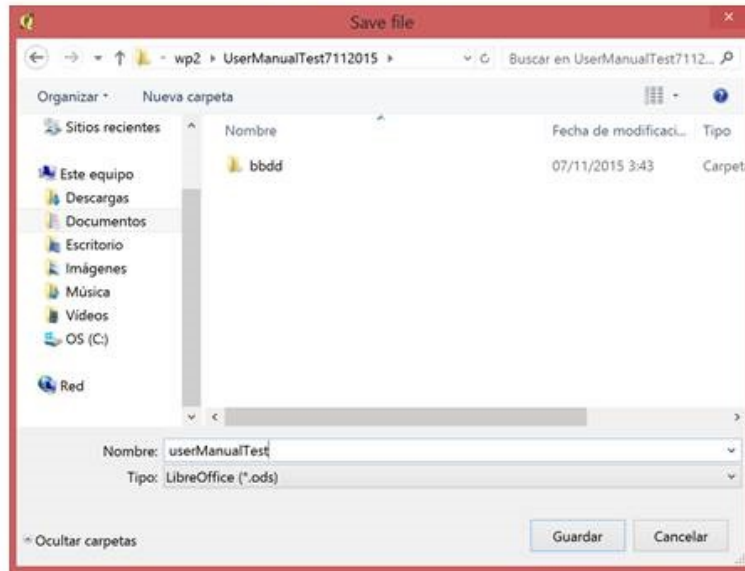 Save file
wp2 UserManualTest7112015
Buscar en UserManualTest7112...
Organizar Nueva carpeta
Sitios recientes
Este equipo
Descargas
Documentos
Escritorio
Imágenes
Música
Vídeos
OS (C:)
Red
Nombre Fecha de modificaci... Tipo
bbdd 07/11/2015 3:43 Carpet
Nombre: userManualTest
Tipo: LibreOffice (*.ods)
Ocultar carpetas
Guardar Cancelar